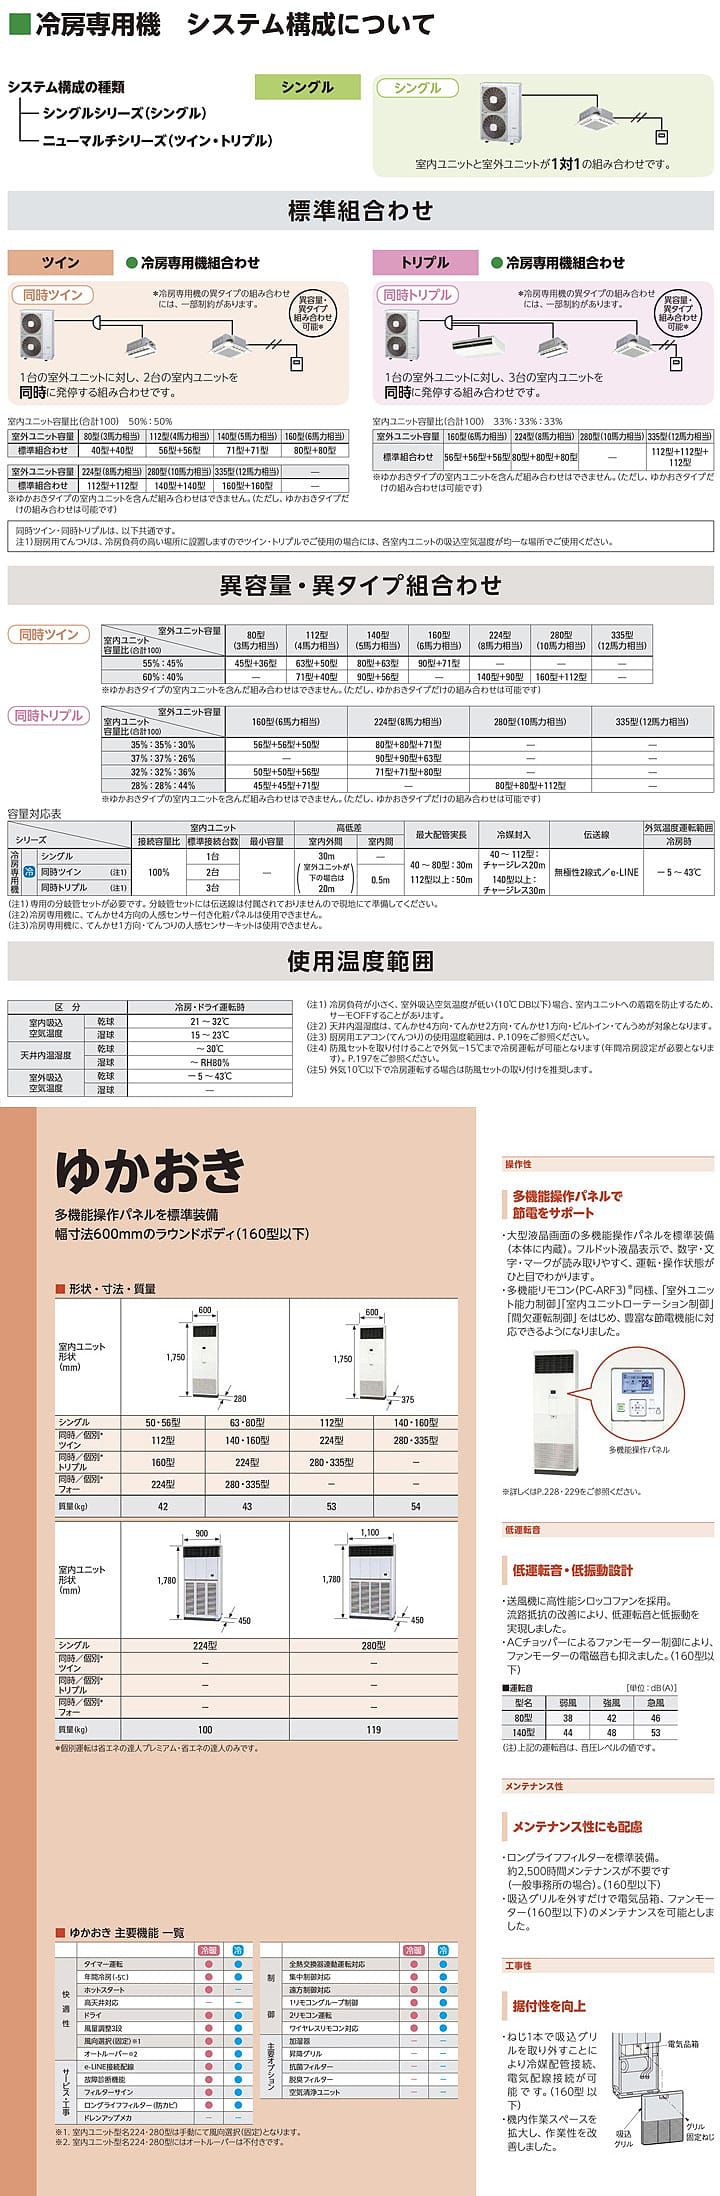 冷房専用機　システム構成について
システム構成の種類
シングルシリーズ（シングル）
ニューマルチシリーズ（ツイン・トリプル）
シングル
シングル
室内ユニットと室外ユニットが1対1の組み合わせです。
標準組合わせ
ツイン
●冷房専用機組合わせ
同時ツイン
＊冷房専用機の異タイプの組み合わせ
には、一部制約があります。
異容量・
異タイプ
組み合わせ
可能＊
1台の室外ユニットに対し、2台の室内ユニットを
同時に発停する組み合わせです。
室内ユニット容量比（合計100）　50％：50％
室外ユニット容量 80型（3馬力相当） 112型（4馬力相当） 140型（5馬力相当） 160型（6馬力相当）
標準組合わせ 40型＋40型 56型＋56型 71型＋71型 80型＋80型
室外ユニット容量 224型（8馬力相当） 280型（10馬力相当） 335型（12馬力相当） —
標準組合わせ 112型＋112型 140型＋140型 160型＋160型 —
※ゆかおきタイプの室内ユニットを含んだ組み合わせはできません。（ただし、ゆかおきタイプだ
けの組み合わせは可能です）
トリプル
●冷房専用機組合わせ
同時トリプル
＊冷房専用機の異タイプの組み合わせ
には、一部制約があります。
異容量・
異タイプ
組み合わせ
可能＊
1台の室外ユニットに対し、3台の室内ユニットを
同時に発停する組み合わせです。
室内ユニット容量比（合計100）　33％：33％：33％
室外ユニット容量 160型（6馬力相当） 224型（8馬力相当） 280型（10馬力相当） 335型（12馬力相当）
標準組合わせ 56型＋56型＋56型 80型＋80型＋80型 — 112型＋112型＋
112型
※ゆかおきタイプの室内ユニットを含んだ組み合わせはできません。（ただし、ゆかおきタイプだ
けの組み合わせは可能です）
同時ツイン・同時トリプルは、以下共通です。
注1）厨房用てんつりは、冷房負荷の高い場所に設置しますのでツイン・トリプルでご使用の場合には、各室内ユニットの吸込空気温度が均一な場所でご使用ください。
異容量・異タイプ組合わせ
同時ツイン
室外ユニット容量
室内ユニット
容量比（合計100）
80型
（3馬力相当）
112型
（4馬力相当）
140型
（5馬力相当）
160型
（6馬力相当）
224型
（8馬力相当）
280型
（10馬力相当）
335型
（12馬力相当）
55％：45％ 45型＋36型 63型＋50型 80型＋63型 90型＋71型 — — —
60％：40％ — 71型＋40型 90型＋56型 — 140型＋90型 160型＋112型 —
※ゆかおきタイプの室内ユニットを含んだ組み合わせはできません。（ただし、ゆかおきタイプだけの組み合わせは可能です）
同時トリプル
室外ユニット容量
室内ユニット
容量比（合計100）
160型（6馬力相当） 224型（8馬力相当） 280型（10馬力相当） 335型（12馬力相当）
35％：35％：30％ 56型＋56型＋50型 80型＋80型＋71型 — —
37％：37％：26％ — 90型＋90型＋63型 — —
32％：32％：36％ 50型＋50型＋56型 71型＋71型＋80型 — —
28％：28％：44％ 45型＋45型＋71型 — 80型＋80型＋112型 —
※ゆかおきタイプの室内ユニットを含んだ組み合わせはできません。（ただし、ゆかおきタイプだけの組み合わせは可能です）
容量対応表
シリーズ
室内ユニット
接続容量比 標準接続台数 最小容量
高低差
室内外間 室内間
最大配管実長
冷媒封入
伝送線
外気温度運転範囲
冷房時
冷房専用機
冷
シングル 1台
同時ツイン （注1） 2台
同時トリプル （注1） 3台
100％
—
30m
（室外ユニットが
下の場合は
20m）
—
0.5m
40〜80型：30m
112型以上：50m
40〜112型：
チャージレス20m
140型以上：
チャージレス30m
無極性2線式／e-LINE
−5〜43℃
（注1）専用の分岐管セットが必要です。分岐管セットには伝送線は付属されておりませんので現地にて準備してください。
（注2）冷房専用機に、てんかせ4方向の人感センサー付き化粧パネルは使用できません。
（注3）冷房専用機に、てんかせ1方向・てんつりの人感センサーキットは使用できません。
使用温度範囲
区　分 冷房・ドライ運転時
室内吸込
空気温度
乾球 21〜32℃
湿球 15〜23℃
天井内温湿度
乾球 〜30℃
湿球 〜RH80％
室外吸込
空気温度
乾球 −5〜43℃
湿球 —
（注1）冷房負荷が小さく、室外吸込空気温度が低い（10℃DB以下）場合、室内ユニットへの着霜を防止するため、
サーモOFFすることがあります。
（注2）天井内温湿度は、てんかせ4方向・てんかせ2方向・てんかせ1方向・ビルトイン・てんうめが対象となります。
（注3）厨房用エアコン（てんつり）の使用温度範囲は、P.109をご参照ください。
（注4）防風セットを取り付けることで外気−15℃まで冷房運転が可能となります（年間冷房設定が必要となりま
す）。P.197をご参照ください。
（注5）外気10℃以下で冷房運転する場合は防風セットの取り付けを推奨します。
ゆかおき
多機能操作パネルを標準装備
幅寸法600mmのラウンドボディ（160型以下）
■形状・寸法・質量
室内ユニット
形状
（mm）
600
1,750
280
600
1,750
375
シングル 50・56型 63・80型 112型 140・160型
同時／個別＊
ツイン
112型 140・160型 224型 280・335型
同時／個別＊
トリプル
160型 224型 280・335型 —
同時／個別＊
フォー
224型 280・335型 — —
質量（kg） 42 43 53 54
室内ユニット
形状
（mm）
900
1,780
450
1,100
1,780
450
シングル 224型 280型
同時／個別＊
ツイン
— —
同時／個別＊
トリプル
— —
同時／個別＊
フォー
— —
質量（kg） 100 119
＊個別運転は省エネの達人プレミアム・省エネの達人のみです。
■ゆかおき 主要機能 一覧
冷暖 冷
快適性
タイマー運転 ● ●
年間冷房（-5℃） ● ●
ホットスタート ● −
高天井対応 − −
ドライ ● ●
風量調整3段 ● ●
風向選択（固定）※1 ● ●
オートルーバー※2 ● ●
サービス・工事
e-LINE接続配線 ● ●
故障診断機能 ● ●
フィルターサイン ● ●
ロングライフフィルター（防カビ） ● ●
ドレンアップメカ − −
冷暖 冷
制御
全熱交換器連動運転対応 ● ●
集中制御対応 ● ●
遠方制御対応 ● ●
1リモコングループ制御 ● ●
2リモコン運転 ● ●
ワイヤレスリモコン対応 ● ●
主要オプション
加湿器 − −
昇降グリル − −
抗菌フィルター − −
脱臭フィルター − −
空気清浄ユニット − −
※1. 室内ユニット型名224・280型は手動にて風向選択（固定）となります。
※2. 室内ユニット型名224・280型にはオートルーバーは不付きです。
操作性
多機能操作パネルで
節電をサポート
・大型液晶画面の多機能操作パネルを標準装備
（本体に内蔵）。フルドット液晶表示で、数字・文
字・マークが読み取りやすく、運転・操作状態が
ひと目でわかります。
・多機能リモコン（PC-ARF3）＊同様、「室外ユニッ
ト能力制御」「室内ユニットローテーション制御」
「間欠運転制御」をはじめ、豊富な節電機能に対
応できるようになりました。
多機能操作パネル
※詳しくはP.228・229をご参照ください。
低運転音
低運転音・低振動設計
・送風機に高性能シロッコファンを採用。
流路抵抗の改善により、低運転音と低振動を
実現しました。
・ACチョッパーによるファンモーター制御により、
ファンモーターの電磁音も抑えました。（160型以
下）
■運転音 ［単位：dB（A）］
型名 弱風 強風 急風
80型 38 42 46
140型 44 48 53
（注）上記の運転音は、音圧レベルの値です。
メンテナンス性
メンテナンス性にも配慮
・ロングライフフィルターを標準装備。
約2,500時間メンテナンスが不要です
（一般事務所の場合）。（160型以下）
・吸込グリルを外すだけで電気品箱、ファンモー
ター（160型以下）のメンテナンスを可能としま
した。
工事性
据付性を向上
・ねじ1本で吸込グリ
ルを取り外すことに
より冷媒配管接続、
電気配線接続が可
能です。（160型以
下）
・機内作業スペースを
拡大し、作業性を改
善しました。
電気品箱
吸込
グリル
グリル
固定ねじ